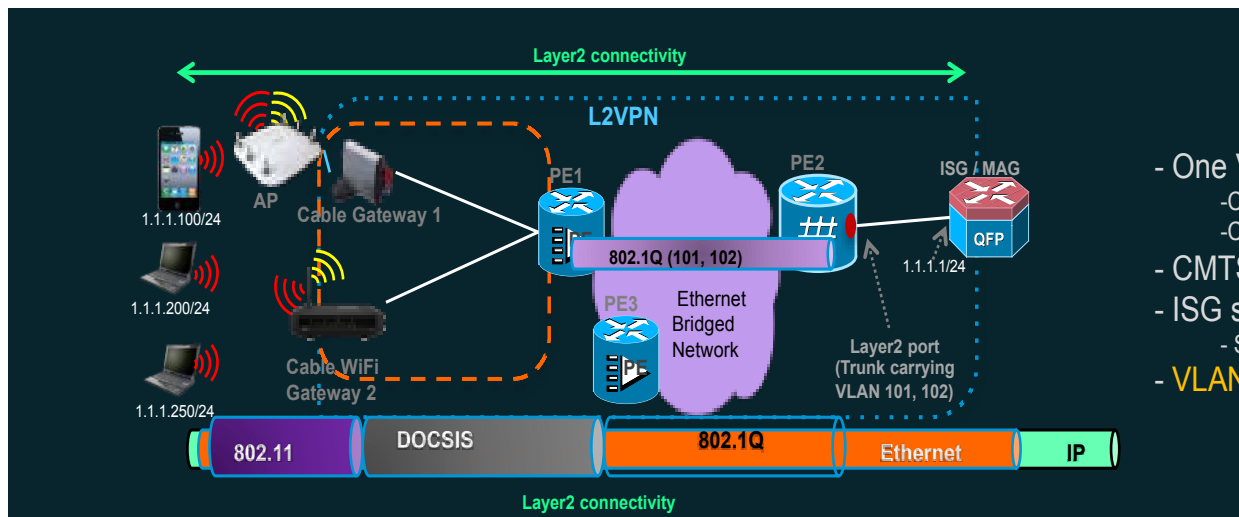 Layer2 connectivity
L2VPN
1.1.1.100/24
AP
Cable Gateway 1
PE1
PE2
ISG / MAG
QFP
1.1.1.1/24
802.1Q (101, 102)
1.1.1.200/24
PE3
PE
Ethernet
Bridged
Network
Layer2 port
(Trunk carrying
VLAN 101, 102)
Cable WiFi
Gateway 2
1.1.1.250/24
- One
-
-
- CMTS
- ISG
-
- VLAN
802.11
DOCSIS
802.1Q
Ethernet
IP
Layer2 connectivity